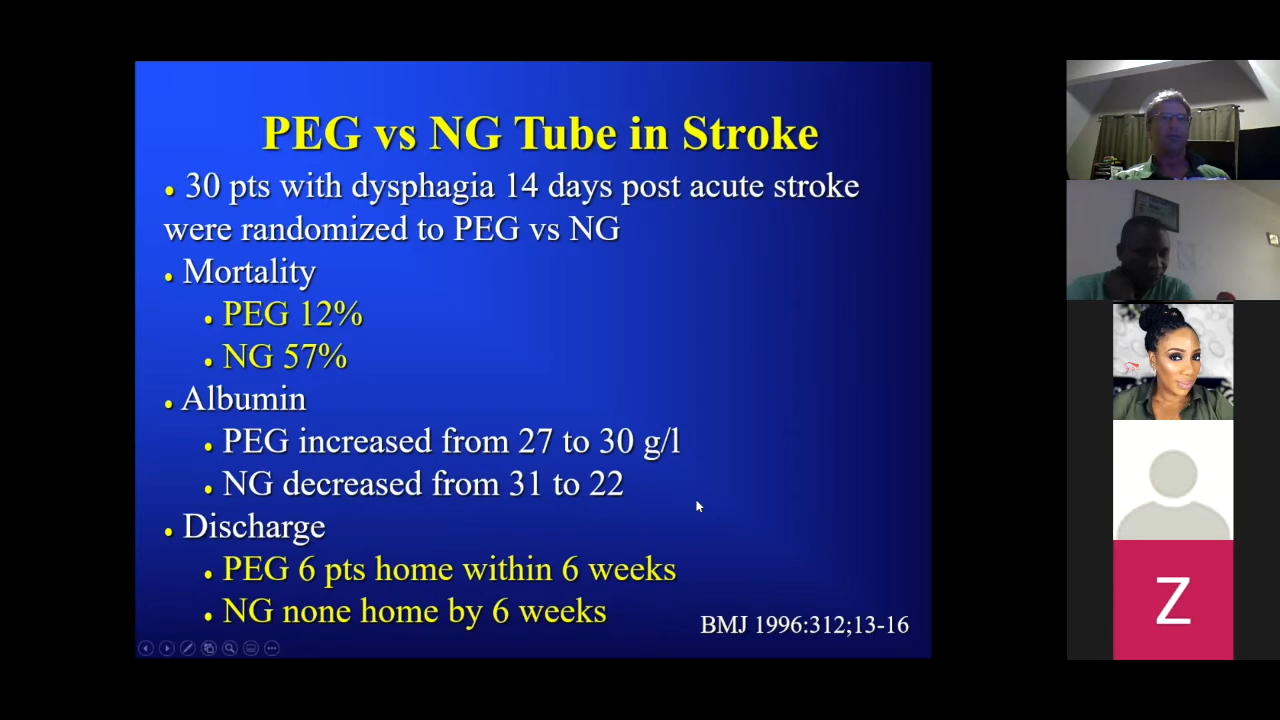 PEG vs NG Tube in Stroke
• 30 pts with dysphagia 14 days post acute stroke
were randomized to PEG vs NG
• Mortality
• PEG 12%
• NG 57%
• Albumin
• PEG increased from 27 to 30 g/l
• NG decreased from 31 to 22
• Discharge
• PEG 6 pts home within 6 weeks
• NG none home by 6 weeks
BMJ 1996:312;13-16
Z